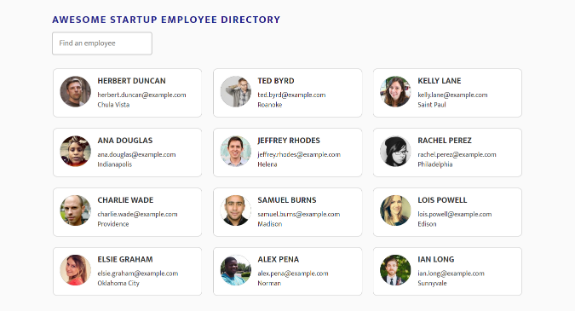 AWESOME STARTUP EMPLOYEE DIRECTORY
Find an employee
HERBERT DUNCAN
herbert.duncan@example.com
Chula Vista
TED BYRD
ted.byrd@example.com
Roanoke
KELLY LANE
kelly.lane@example.com
Saint Paul
ANA DOUGLAS
ana.douglas@example.com
Indianapolis
JEFFREY RHODES
jeffrey.rhodes@example.com
Helena
RACHEL PEREZ
rachel.perez@example.com
Philadelphia
CHARLIE WADE
charlie.wade@example.com
Providence
SAMUEL BURNS
samuel.burns@example.com
Madison
LOIS POWELL
lois.powell@example.com
Edison
ELSIE GRAHAM
elsie.graham@example.com
Oklahoma City
ALEX PENA
alex.pena@example.com
Norman
IAN LONG
ian.long@example.com
Sunnyvale